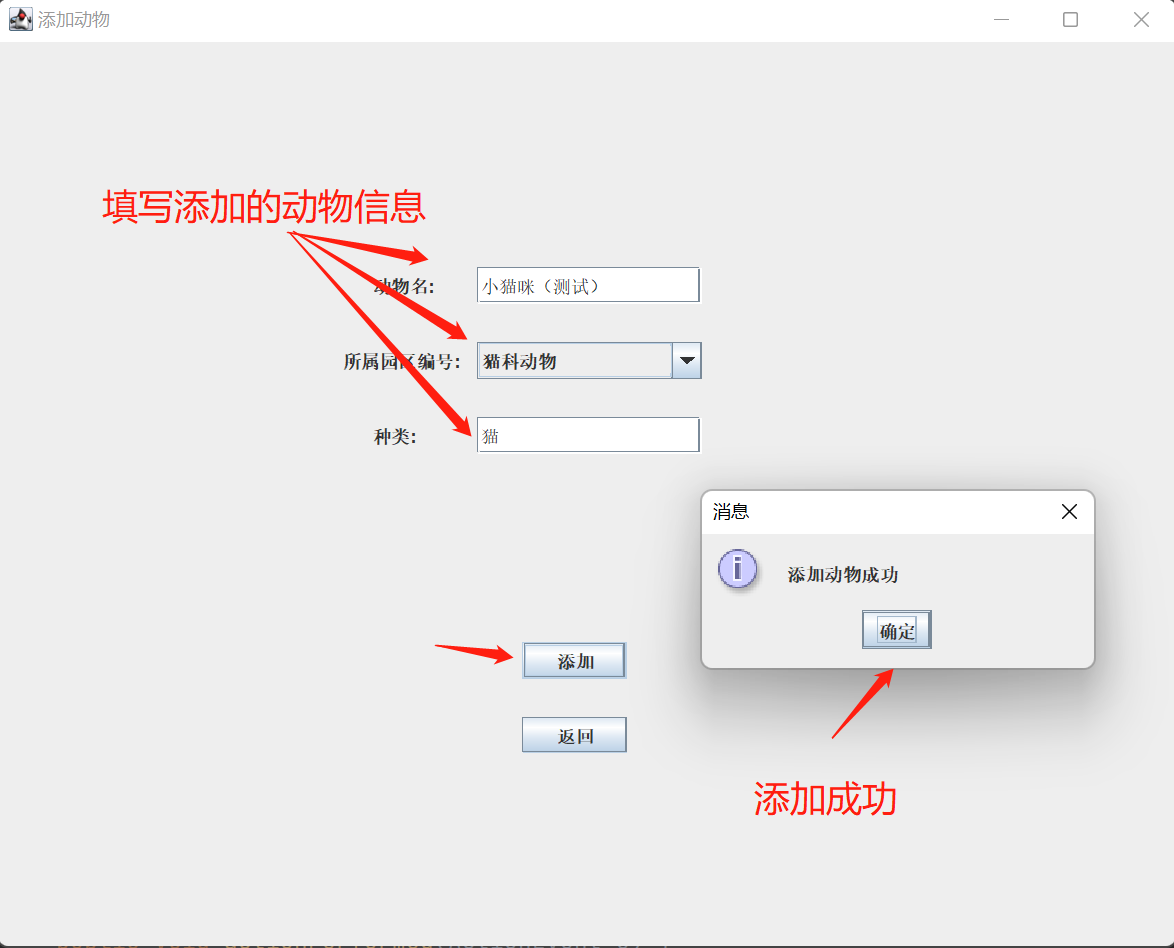 添加动物
填写添加的动物信息
动物名:
小猫咪（测试）
所属园区编号:
猫科动物
种类:
猫
消息
添加动物成功
确定
添加
返回
添加成功